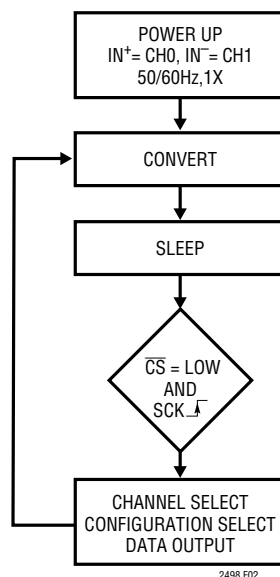 POWER UP
IN⁺= CH0, IN⁻= CH1
50/60Hz,1X
CONVERT
SLEEP
C̅S̅ = LOW
AND
SCK
CHANNEL SELECT
CONFIGURATION SELECT
DATA OUTPUT
2498 F02